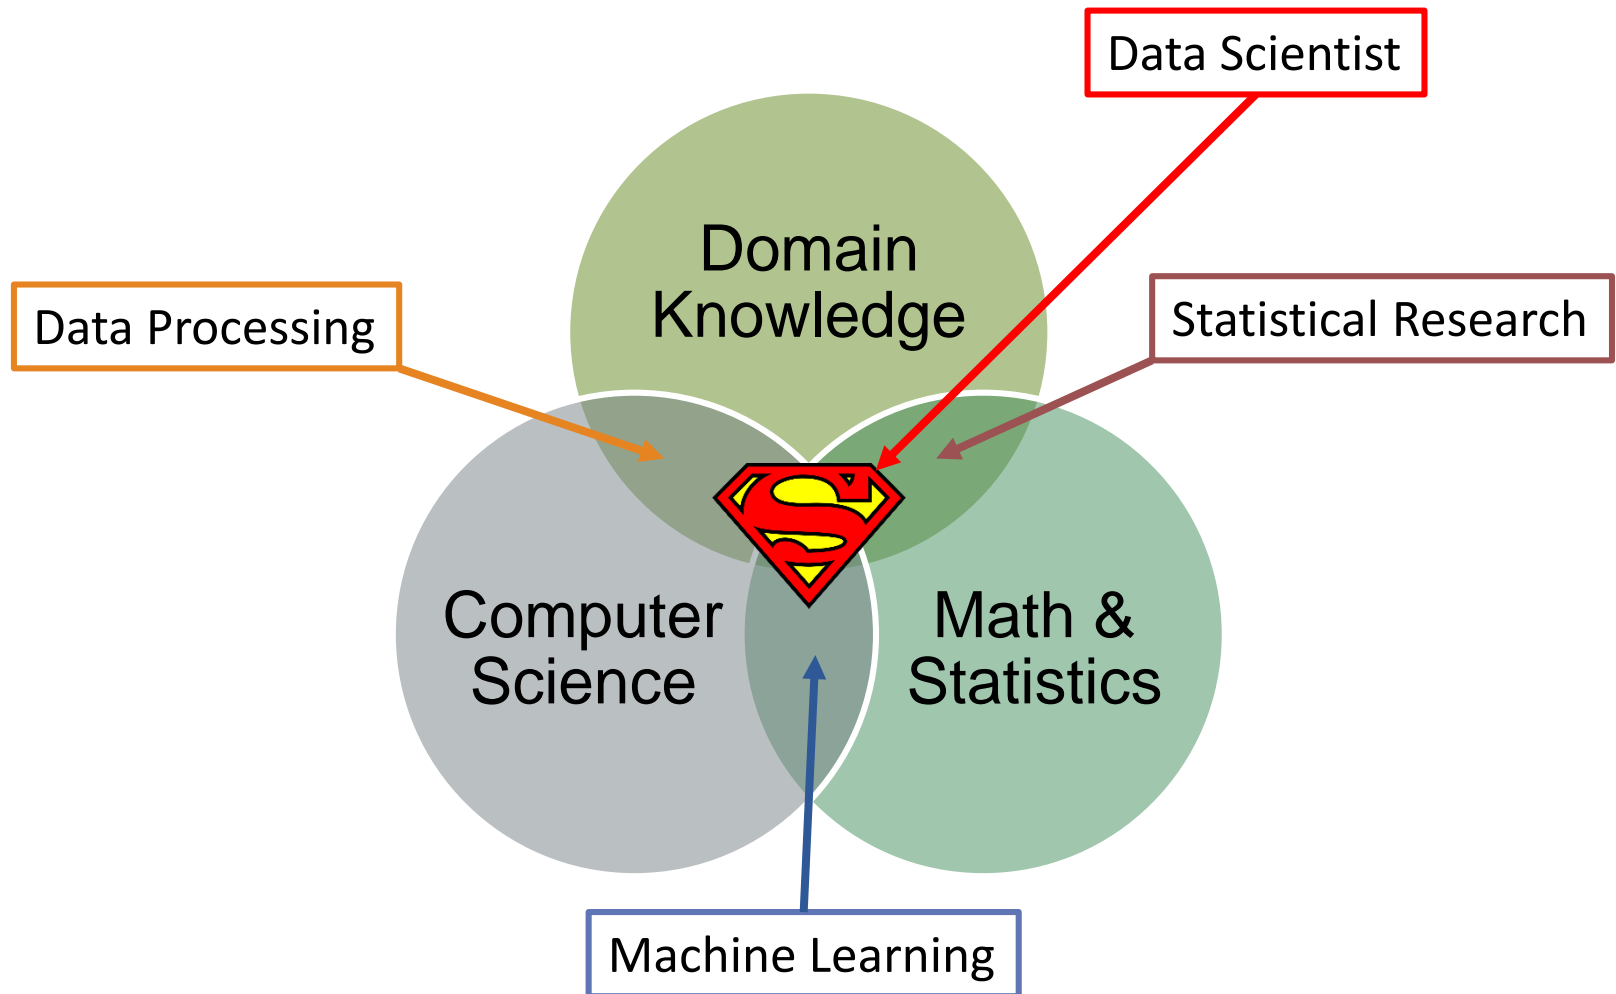 Data Scientist
Domain
Knowledge
Data Processing
Statistical Research
S
Computer
Science
Math &
Statistics
Machine Learning